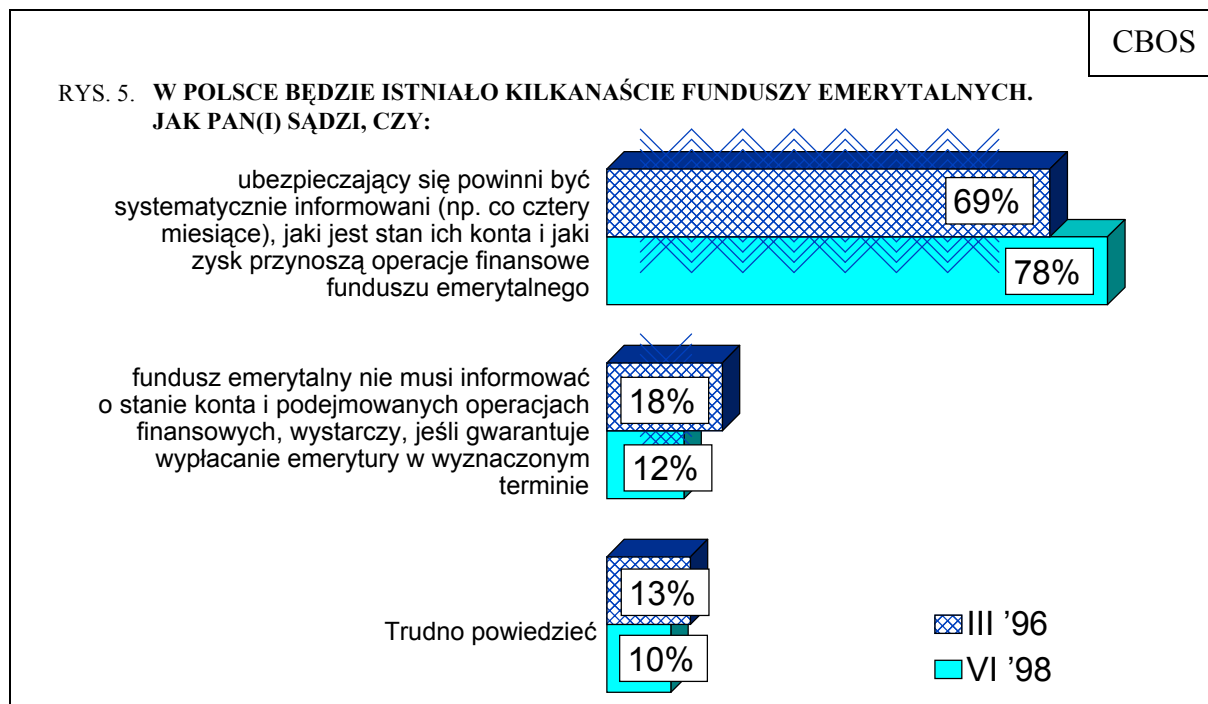 CBOS
RYS. 5. W POLSCE BĘDZIE ISTNIAŁO KILKANAŚCIE FUNDUSZY EMERYTALNYCH.
JAK PAN(I) SĄDZI, CZY:
ubezpieczający się powinni być
systematycznie informowani (np. co cztery
miesiące), jaki jest stan ich konta i jaki
zysk przynoszą operacje finansowe
funduszu emerytalnego
69%
78%
fundusz emerytalny nie musi informować
o stanie konta i podejmowanych operacjach
finansowych, wystarczy, jeśli gwarantuje
wypłacanie emerytury w wyznaczonym
terminie
18%
12%
Trudno powiedzieć
13%
10%
III ’96
VI ’98